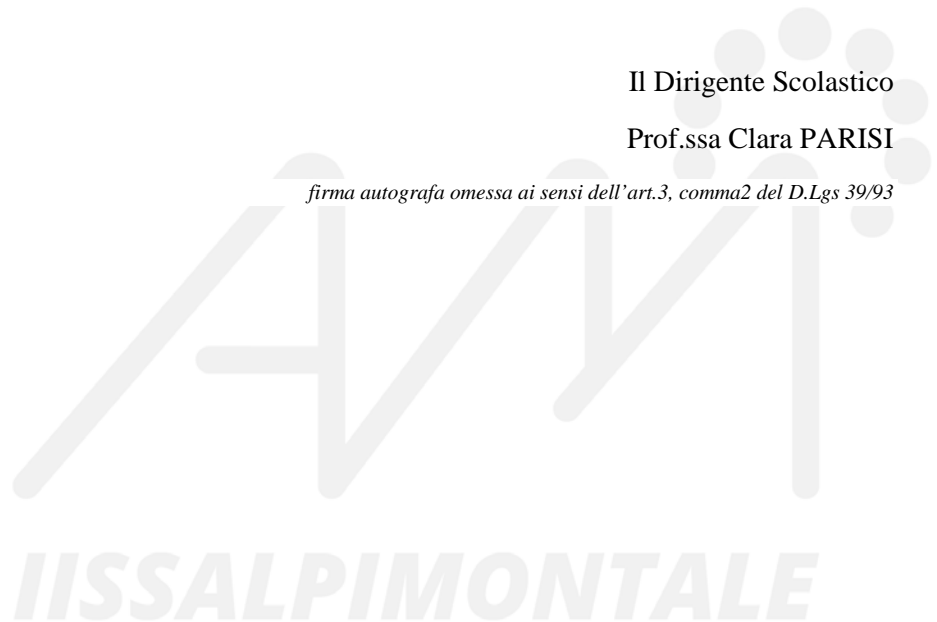 Il Dirigente Scolastico
Prof.ssa Clara PARISI
firma autografa omessa ai sensi dell’art.3, comma2 del D.Lgs 39/93
IISSALPIMONTALE